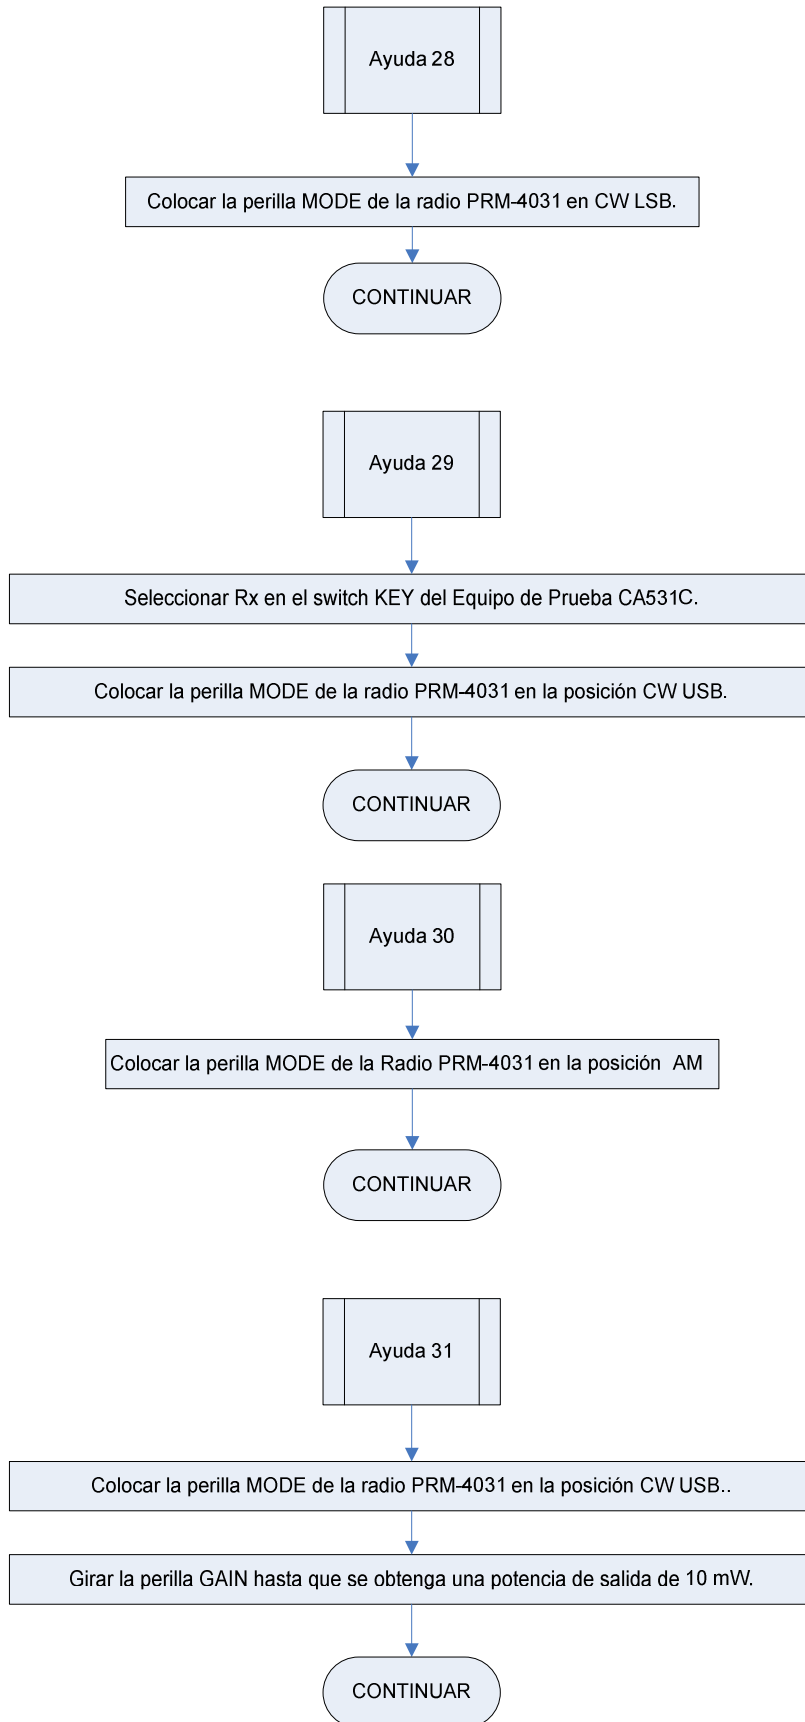 Ayuda 28
Colocar la perilla MODE de la radio PRM-4031 en CW LSB.
CONTINUAR
Ayuda 29
Seleccionar Rx en el switch KEY del Equipo de Prueba CA531C.
Colocar la perilla MODE de la radio PRM-4031 en la posición CW USB.
CONTINUAR
Ayuda 30
Colocar la perilla MODE de la Radio PRM-4031 en la posición AM
CONTINUAR
Ayuda 31
Colocar la perilla MODE de la radio PRM-4031 en la posición CW USB..
Girar la perilla GAIN hasta que se obtenga una potencia de salida de 10 mW.
CONTINUAR